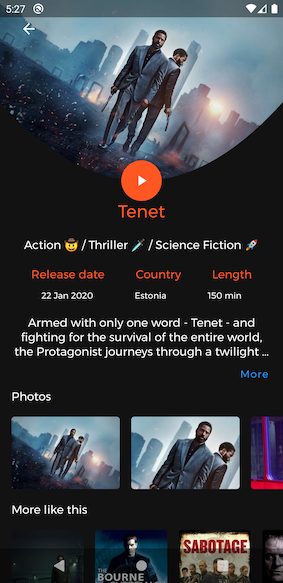 5:27
Tenet
Action 🤠 / Thriller 🗡️ / Science Fiction 🚀
Release date Country Length
22 Jan 2020 Estonia 150 min
Armed with only one word - Tenet - and
fighting for the survival of the entire world,
the Protagonist journeys through a twilight ...
More
Photos
More like this
THE
BOURNE
SABOTAGE